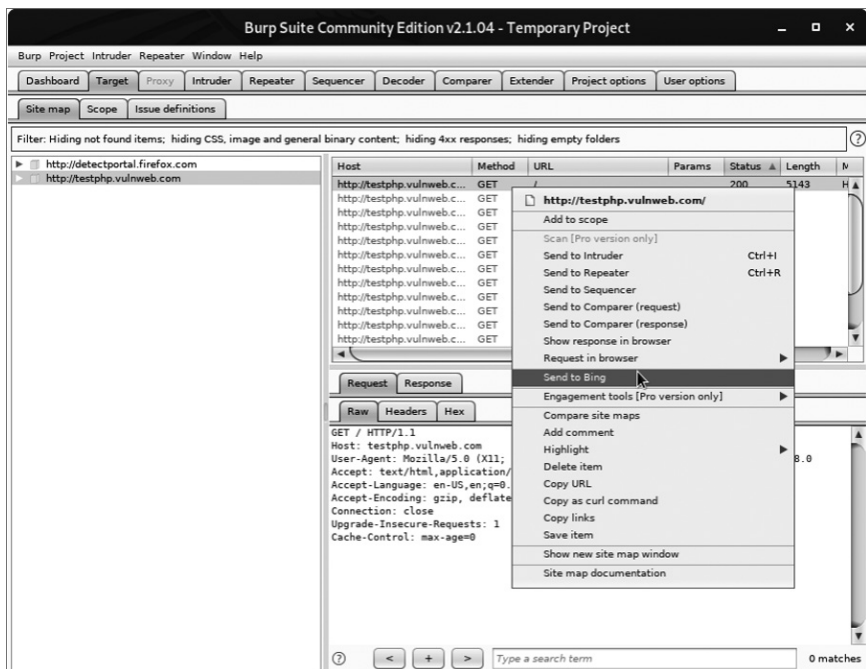 Burp Suite Community Edition v2.1.04 - Temporary Project
Burp Project Intruder Repeater Window Help
Dashboard Target Proxy Intruder Repeater Sequencer Decoder Comparer Extender Project options User options
Site map Scope Issue definitions
Filter: Hiding not found items; hiding CSS, image and general binary content; hiding 4xx responses; hiding empty folders
?
http://detectportal.firefox.com
http://testphp.vulnweb.com
Host Method URL Params Status Length M
http://testphp.vulnweb.c... GET / 200 5143 H
http://testphp.vulnweb.c... GET
http://testphp.vulnweb.c... GET
http://testphp.vulnweb.c... GET
http://testphp.vulnweb.c... GET
http://testphp.vulnweb.c... GET
http://testphp.vulnweb.c... GET
http://testphp.vulnweb.c... GET
http://testphp.vulnweb.c... GET
http://testphp.vulnweb.c... GET
http://testphp.vulnweb.c... GET
http://testphp.vulnweb.c... GET
http://testphp.vulnweb.com/
Add to scope
Scan [Pro version only]
Send to Intruder Ctrl+I
Send to Repeater Ctrl+R
Send to Sequencer
Send to Comparer (request)
Send to Comparer (response)
Show response in browser
Request in browser
Send to Bing
Engagement tools [Pro version only]
Compare site maps
Add comment
Highlight
Delete item
Copy URL
Copy as curl command
Copy links
Save item
Show new site map window
Site map documentation
Request Response
Raw Headers Hex
GET / HTTP/1.1
Host: testphp.vulnweb.com
User-Agent: Mozilla/5.0 (X11; 8.0
Accept: text/html,application/
Accept-Language: en-US,en;q=0.
Accept-Encoding: gzip, deflate
Connection: close
Upgrade-Insecure-Requests: 1
Cache-Control: max-age=0
? < + > Type a search term 0 matches